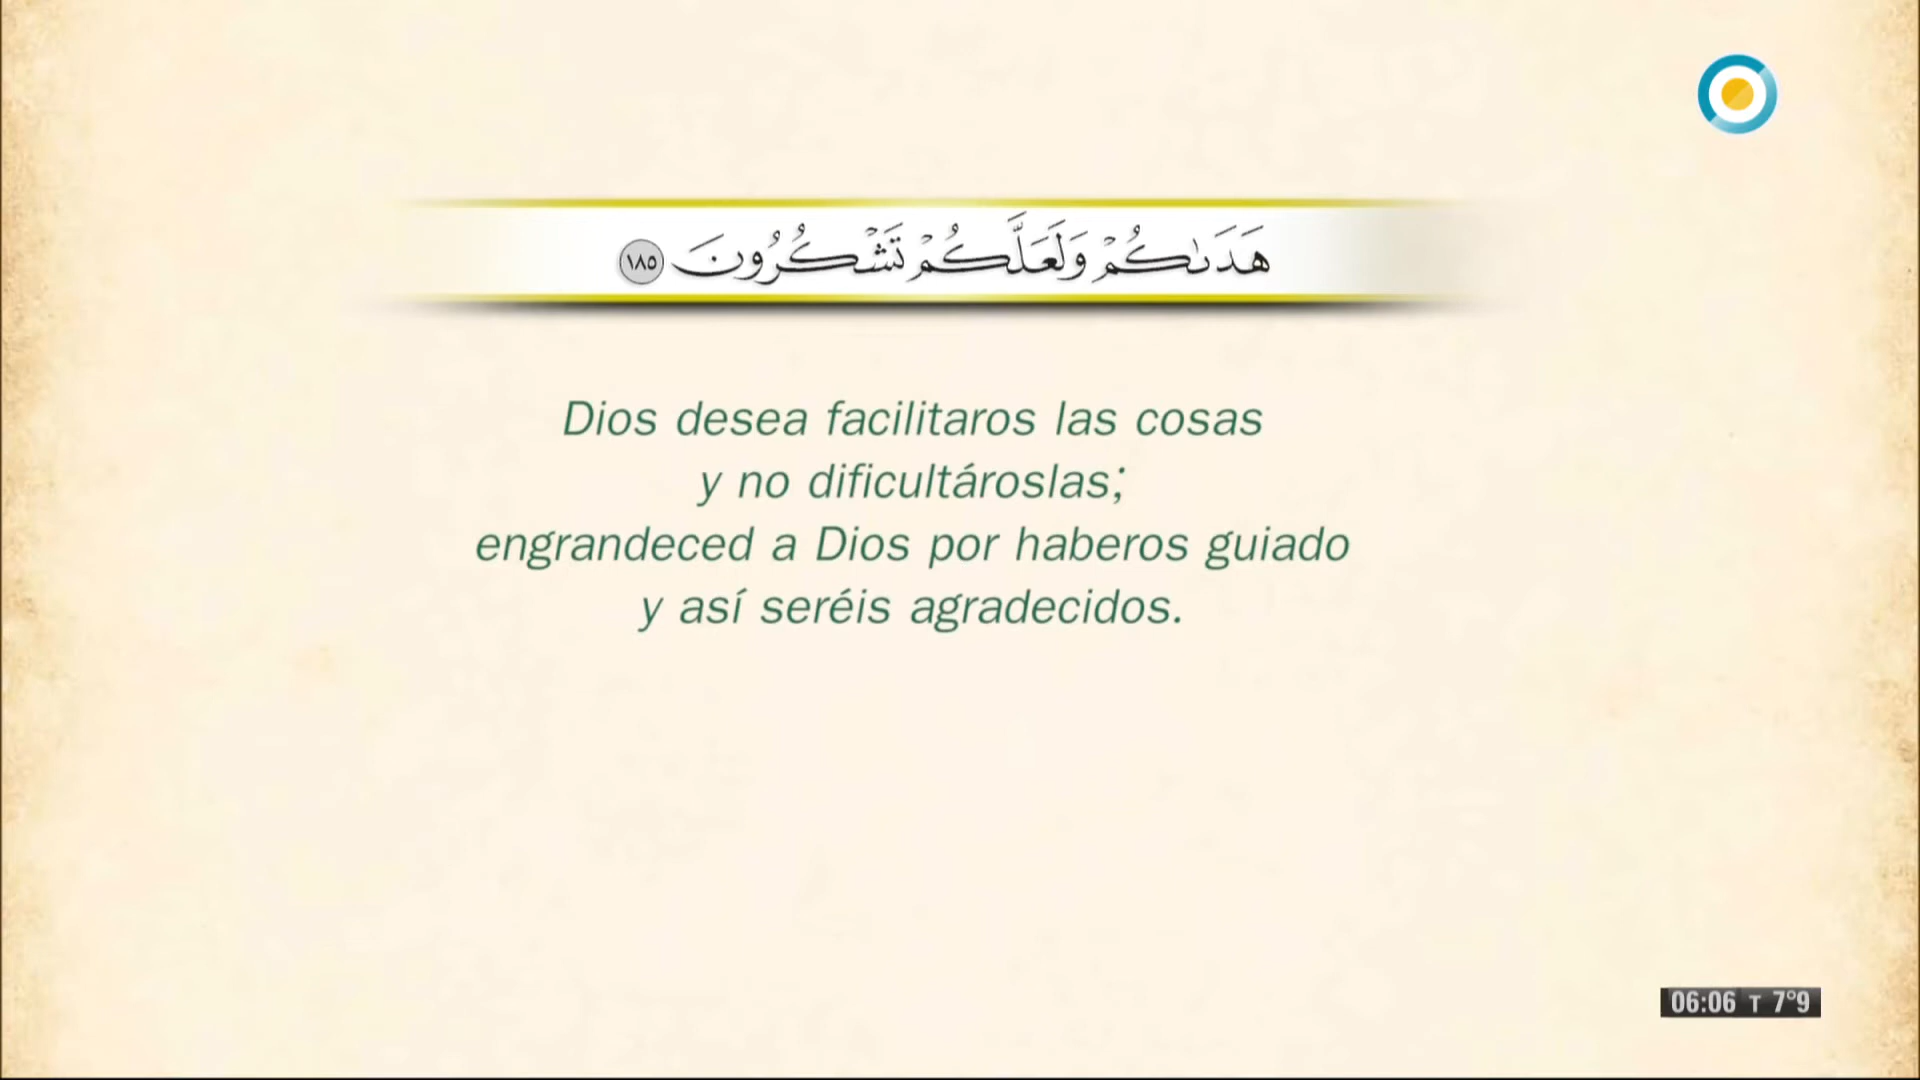 هَدَىٰكُمْ وَلَعَلَّكُمْ تَشْكُرُونَ ١٨٥
Dios desea facilitaros las cosas
y no dificultároslas;
engrandeced a Dios por haberos guiado
y así seréis agradecidos.
06:06 T 7°9